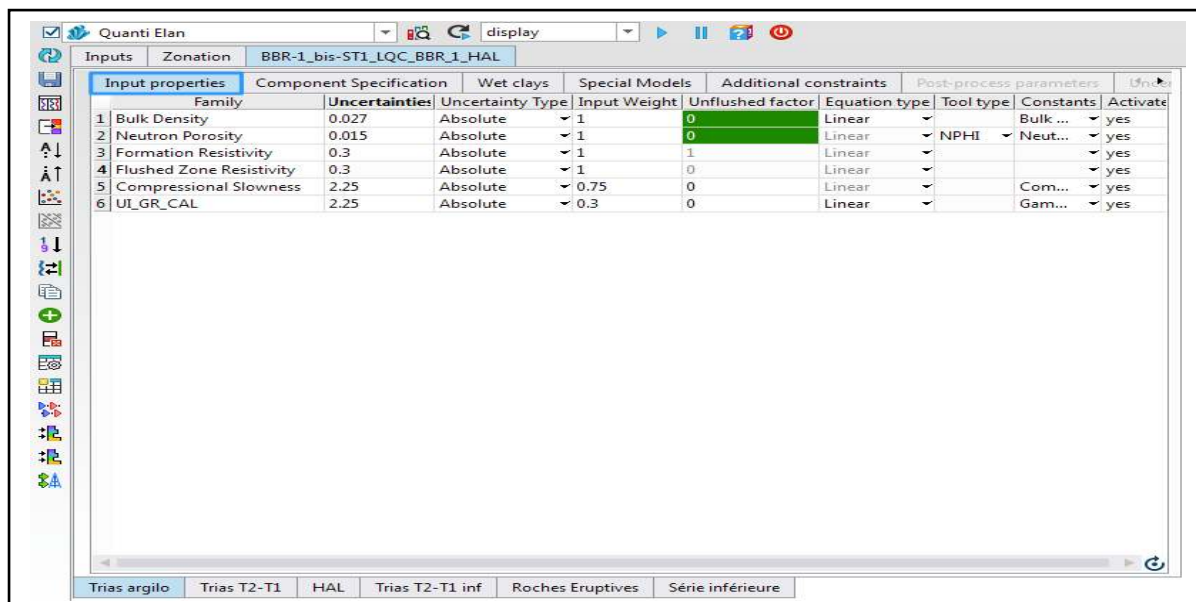 Quanti Elan display
Inputs Zonation BBR-1_bis-ST1_LQC_BBR_1_HAL
Input properties Component Specification Wet clays Special Models Additional constraints Post-process parameters
Family Uncertainties Uncertainty Type Input Weight Unflushed factor Equation type Tool type Constants Activate
1 Bulk Density 0.027 Absolute 1 0 Linear Bulk ... yes
2 Neutron Porosity 0.015 Absolute 1 0 Linear NPHI Neut... yes
3 Formation Resistivity 0.3 Absolute 1 1 Linear yes
4 Flushed Zone Resistivity 0.3 Absolute 1 0 Linear yes
5 Compressional Slowness 2.25 Absolute 0.75 0 Linear Com... yes
6 UI_GR_CAL 2.25 Absolute 0.3 0 Linear Gam... yes
Trias argilo Trias T2-T1 HAL Trias T2-T1 inf Roches Eruptives Série inférieure